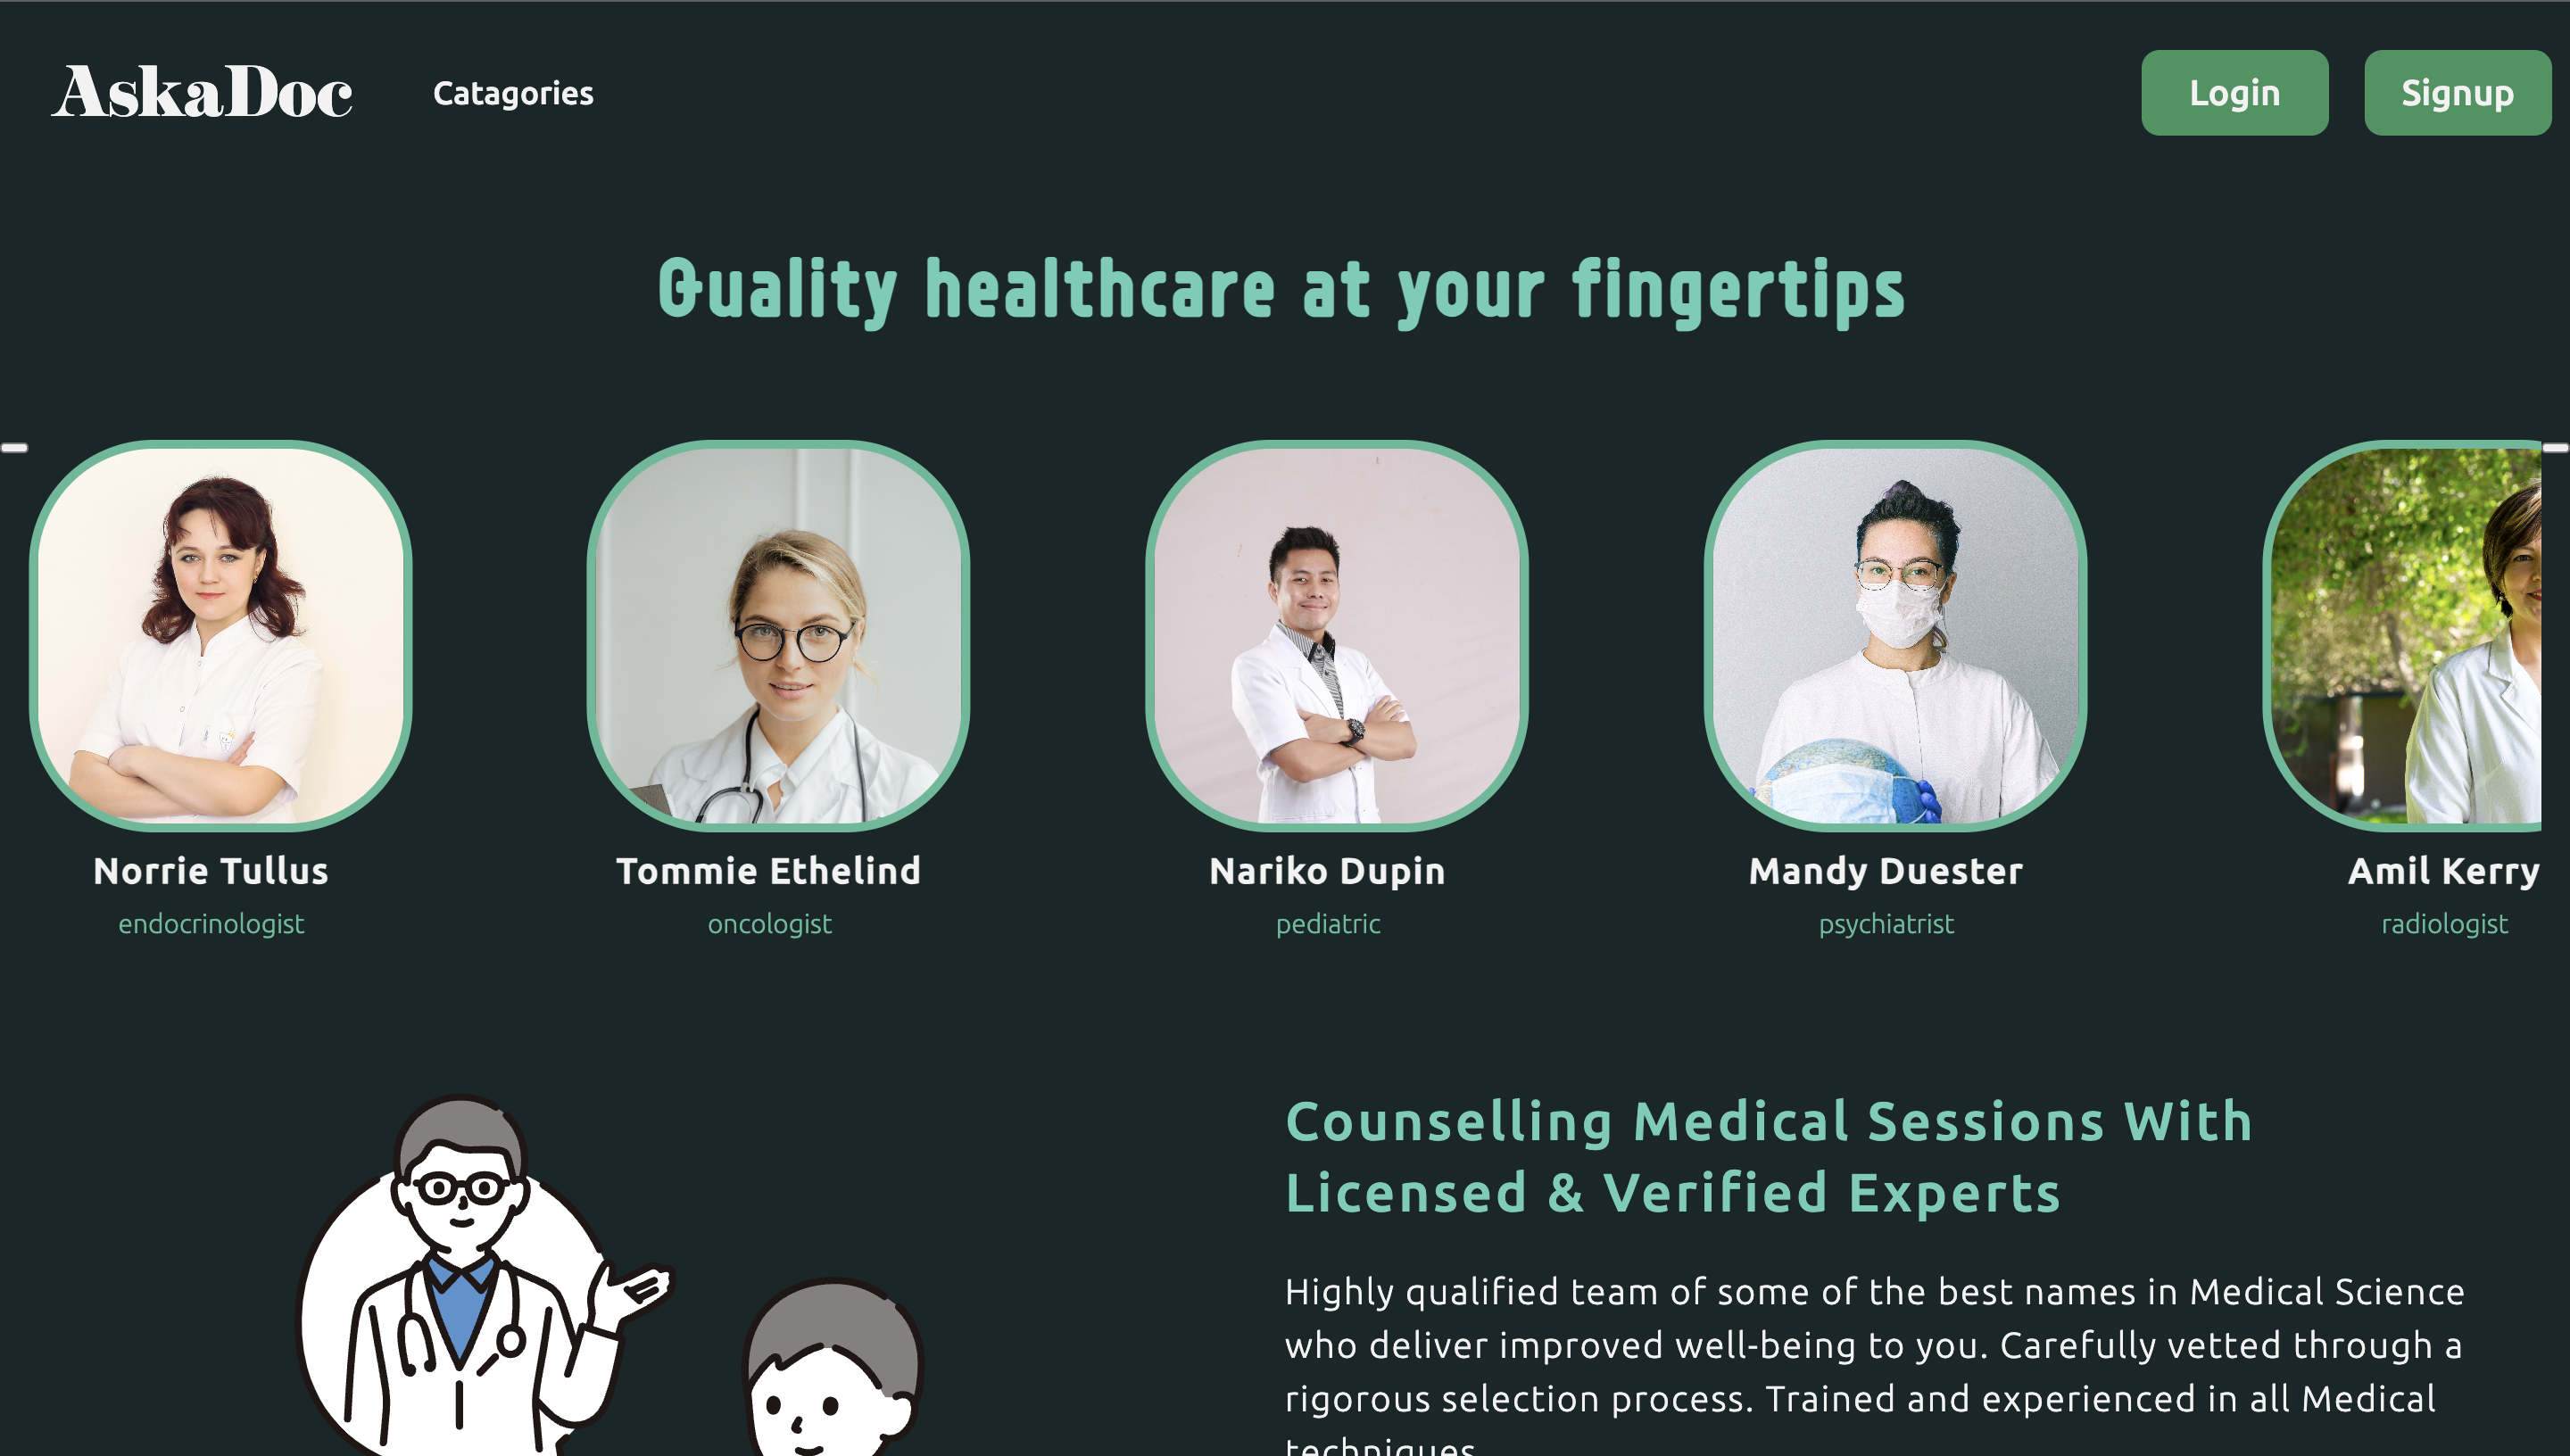 AskaDoc
Catagories
Login
Signup
Quality healthcare at your fingertips
Norrie Tullus
endocrinologist
Tommie Ethelind
oncologist
Nariko Dupin
pediatric
Mandy Duester
psychiatrist
Amil Kerry
radiologist
Counselling Medical Sessions With
Licensed & Verified Experts
Highly qualified team of some of the best names in Medical Science
who deliver improved well-being to you. Carefully vetted through a
rigorous selection process. Trained and experienced in all Medical
techniques